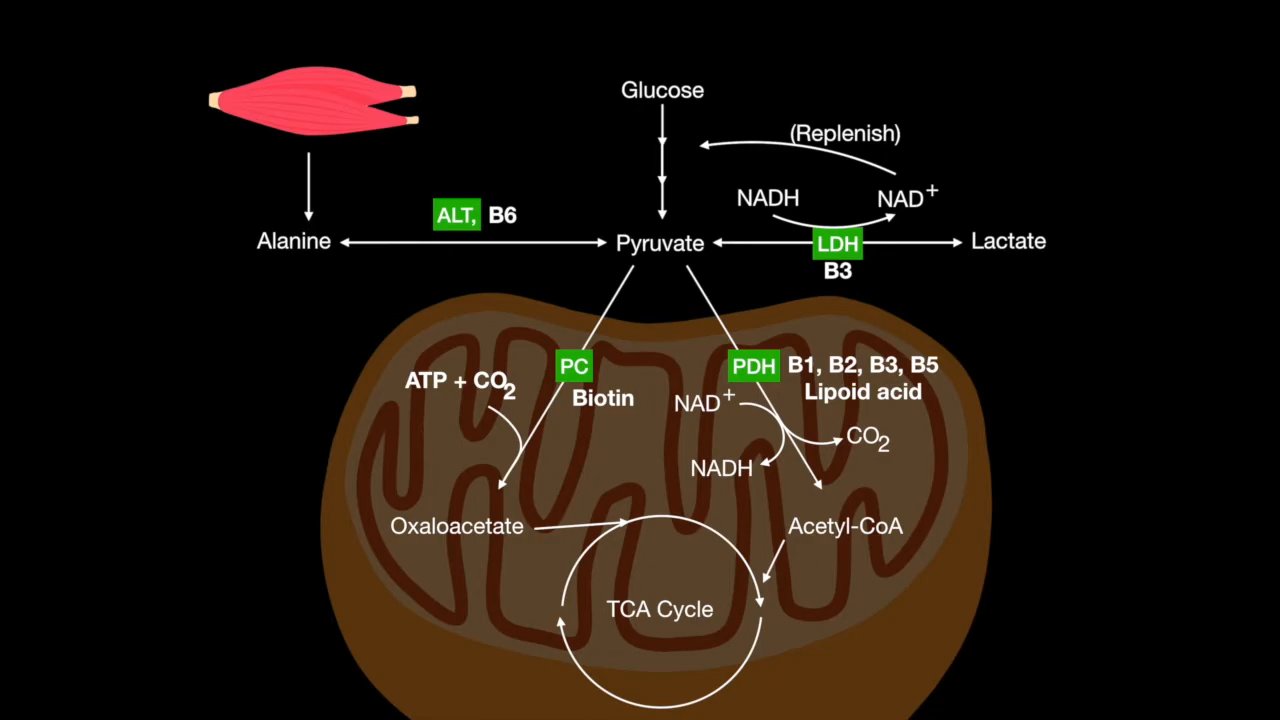 Glucose
(Replenish)
NADH
NAD+
ALT, B6
Alanine
Pyruvate
LDH
Lactate
B3
PC
PDH
B1, B2, B3, B5
Lipoid acid
ATP + CO2
Biotin
NAD+
CO2
NADH
Oxaloacetate
Acetyl-CoA
TCA Cycle